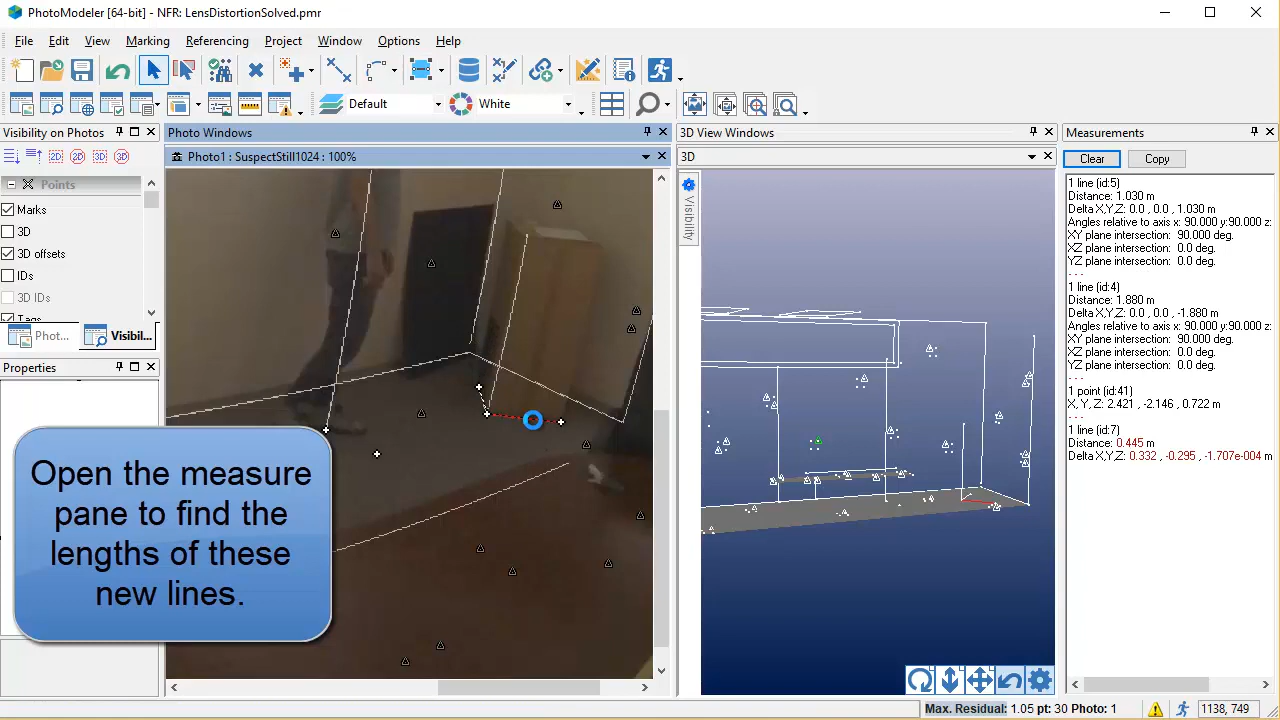 PhotoModeler [64-bit] - NFR: LensDistortionSolved.pmr
File Edit View Marking Referencing Project Window Options Help
Default White
Visibility on Photos
Photo Windows
3D View Windows
Measurements
Photo1 : SuspectStill1024 : 100%
3D
2D 2D 3D 3D
Clear Copy
Points
Marks
3D
3D offsets
IDs
3D IDs
Tags
Phot... Visibil...
Properties
Visibility
1 line (id:5)
Distance: 1.030 m
Delta X,Y,Z: 0.0 , 0.0 , 1.030 m
Angles relative to axis x: 90.000 y:90.000 z:
XY plane intersection: 90.000 deg.
XZ plane intersection: 0.0 deg.
YZ plane intersection: 0.0 deg.
- - -
1 line (id:4)
Distance: 1.880 m
Delta X,Y,Z: 0.0 , 0.0 , -1.880 m
Angles relative to axis x: 90.000 y:90.000 z:
XY plane intersection: 90.000 deg.
XZ plane intersection: 0.0 deg.
YZ plane intersection: 0.0 deg.
- - -
1 point (id:41)
X, Y, Z: 2.421 , -2.146 , 0.722 m
- - -
1 line (id:7)
Distance: 0.445 m
Delta X,Y,Z: 0.332 , -0.295 , -1.707e-004 m
Open the measure
pane to find the
lengths of these
new lines.
Max. Residual: 1.05 pt: 30 Photo: 1
1138, 749